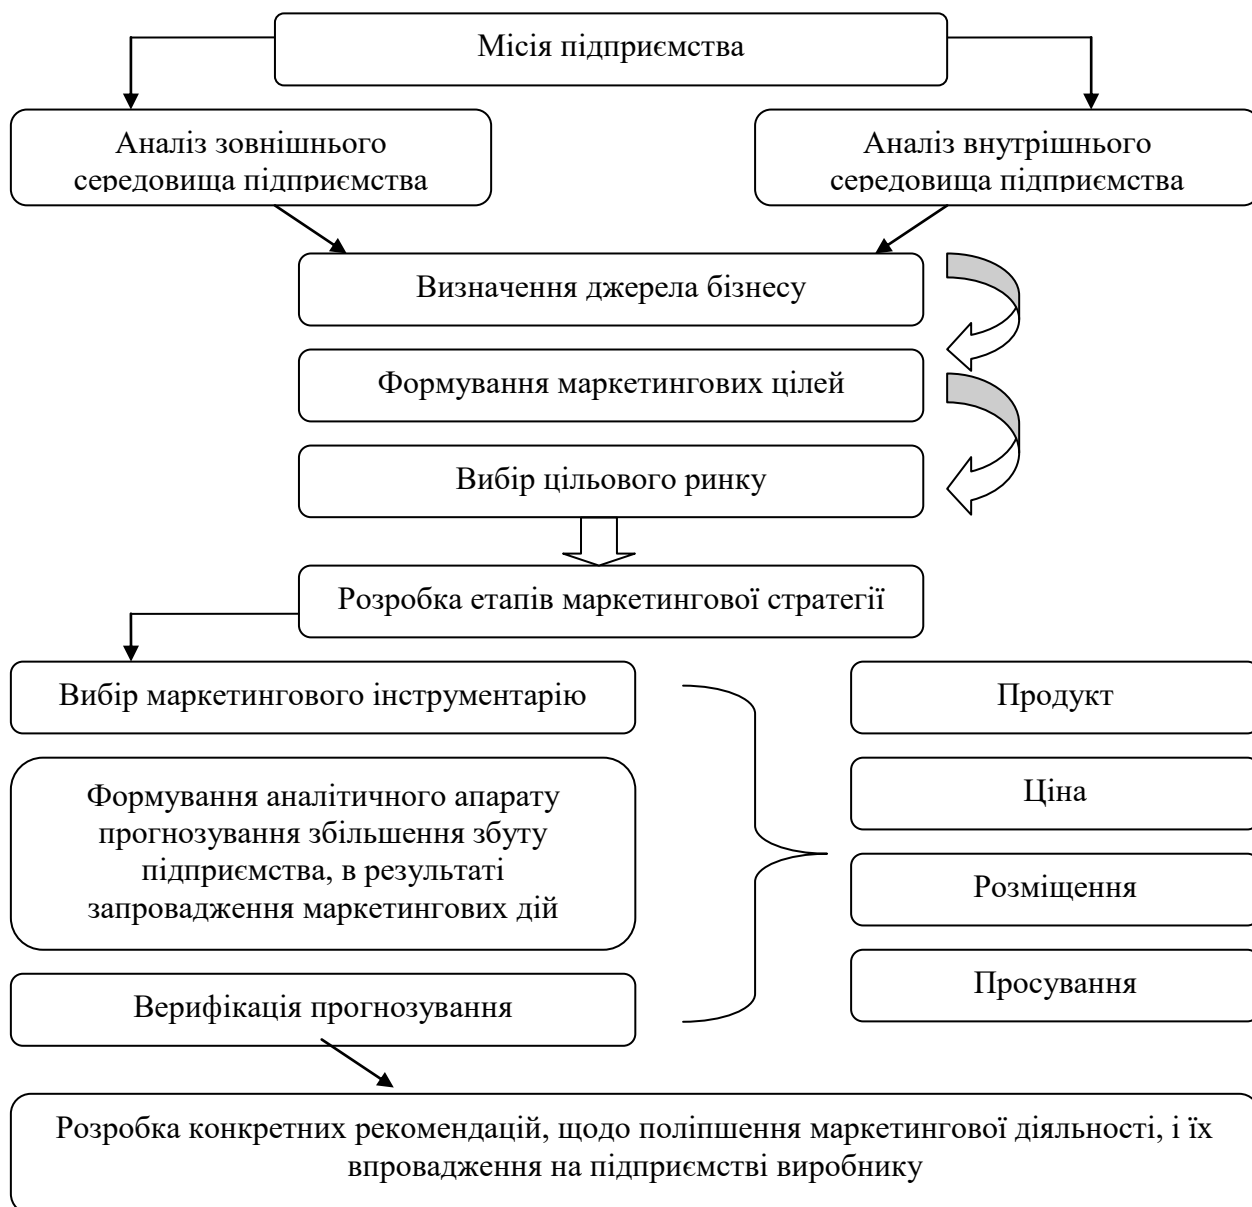 Місія підприємства
Аналіз зовнішнього
середовища підприємства
Аналіз внутрішнього
середовища підприємства
Визначення джерела бізнесу
Формування маркетингових цілей
Вибір цільового ринку
Розробка етапів маркетингової стратегії
Вибір маркетингового інструментарію
Формування аналітичного апарату
прогнозування збільшення збуту
підприємства, в результаті
запровадження маркетингових дій
Верифікація прогнозування
Продукт
Ціна
Розміщення
Просування
Розробка конкретних рекомендацій, щодо поліпшення маркетингової діяльності, і їх
впровадження на підприємстві виробнику